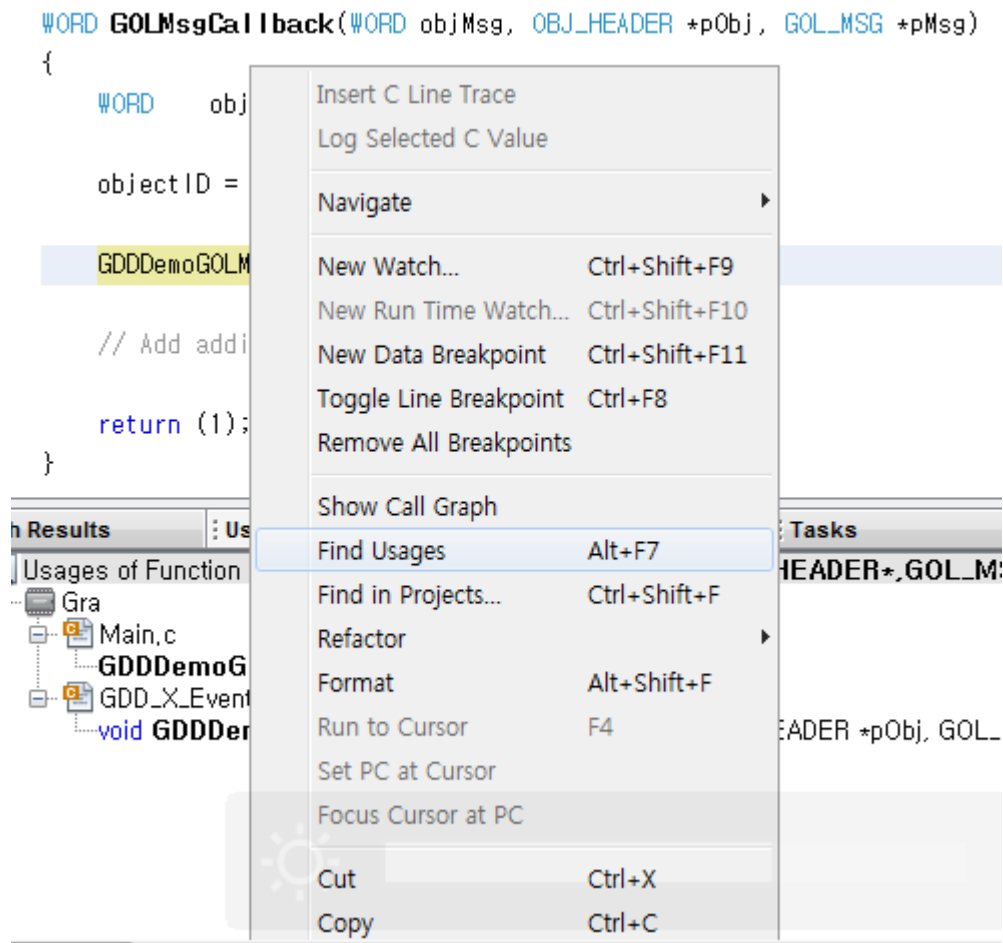 WORD GOLMsgCallback(WORD objMsg, OBJ_HEADER *pObj, GOL_MSG *pMsg)
{
WORD obj
objectID =
GDDDemoGOLM
// Add addi
return (1);
}
Insert C Line Trace
Log Selected C Value
Navigate
New Watch... Ctrl+Shift+F9
New Run Time Watch... Ctrl+Shift+F10
New Data Breakpoint Ctrl+Shift+F11
Toggle Line Breakpoint Ctrl+F8
Remove All Breakpoints
Show Call Graph
Find Usages Alt+F7
Find in Projects... Ctrl+Shift+F
Refactor
Format Alt+Shift+F
Run to Cursor F4
Set PC at Cursor
Focus Cursor at PC
Cut Ctrl+X
Copy Ctrl+C
h Results Us Tasks
Usages of Function HEADER*,GOL_MS
Gra
Main.c
GDDDemoG
GDD_X_Event
void GDDDer EADER *pObj, GOL_